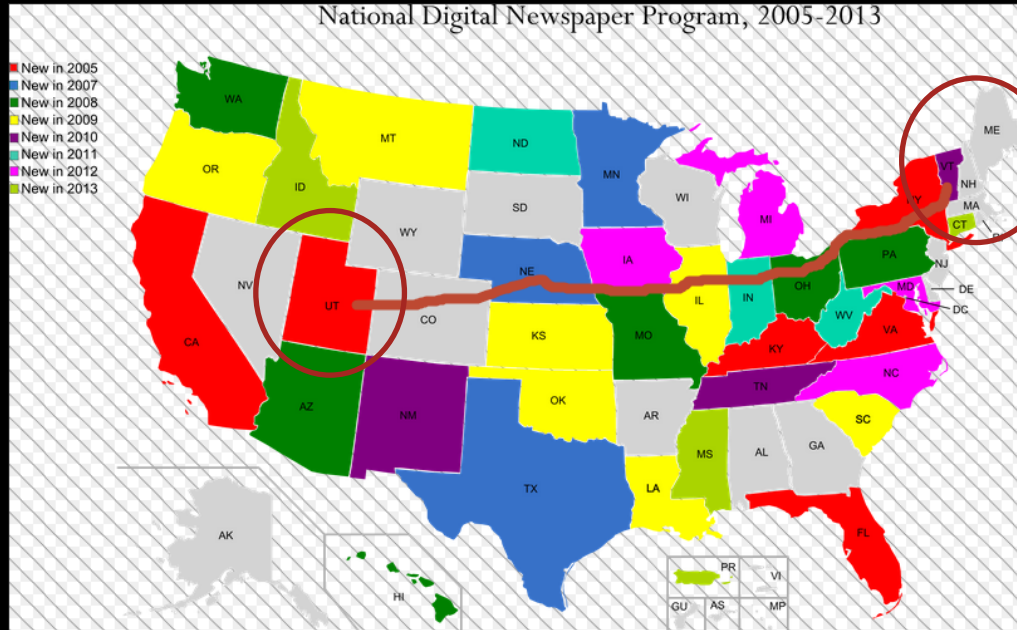 National Digital Newspaper Program, 2005-2013
New in 2005
New in 2007
New in 2008
New in 2009
New in 2010
New in 2011
New in 2012
New in 2013
WA
OR
ID
MT
ND
MN
SD
WI
MI
WY
NE
IA
NV
UT
CO
CA
KS
MO
IL
IN
OH
PA
NY
VT
NH
ME
MA
CT
NJ
DE
MD
DC
WV
VA
KY
NC
TN
SC
AZ
NM
OK
AR
TX
LA
MS
AL
GA
FL
AK
HI
PR
VI
GU
AS
MP